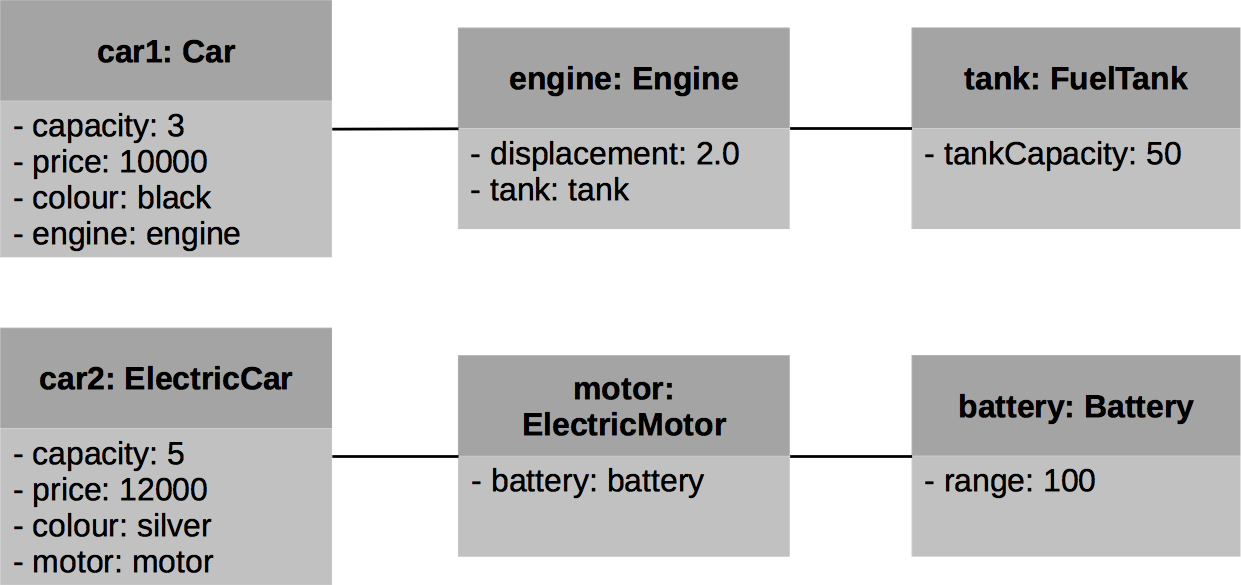 car1: Car
- capacity: 3
- price: 10000
- colour: black
- engine: engine
engine: Engine
- displacement: 2.0
- tank: tank
tank: FuelTank
- tankCapacity: 50
car2: ElectricCar
- capacity: 5
- price: 12000
- colour: silver
- motor: motor
motor:
ElectricMotor
- battery: battery
battery: Battery
- range: 100